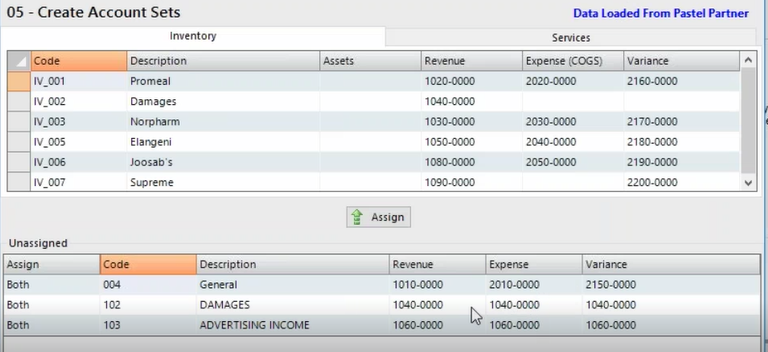 05 - Create Account Sets Data Loaded From Pastel Partner
Inventory Services
Code Description Assets Revenue Expense (COGS) Variance
IV_001 Promeal 1020-0000 2020-0000 2160-0000
IV_002 Damages 1040-0000
IV_003 Norpharm 1030-0000 2030-0000 2170-0000
IV_005 Elangeni 1050-0000 2040-0000 2180-0000
IV_006 Joosab's 1080-0000 2050-0000 2190-0000
IV_007 Supreme 1090-0000 2200-0000
Assign
Unassigned
Assign Code Description Revenue Expense Variance
Both 004 General 1010-0000 2010-0000 2150-0000
Both 102 DAMAGES 1040-0000 1040-0000 1040-0000
Both 103 ADVERTISING INCOME 1060-0000 1060-0000 1060-0000